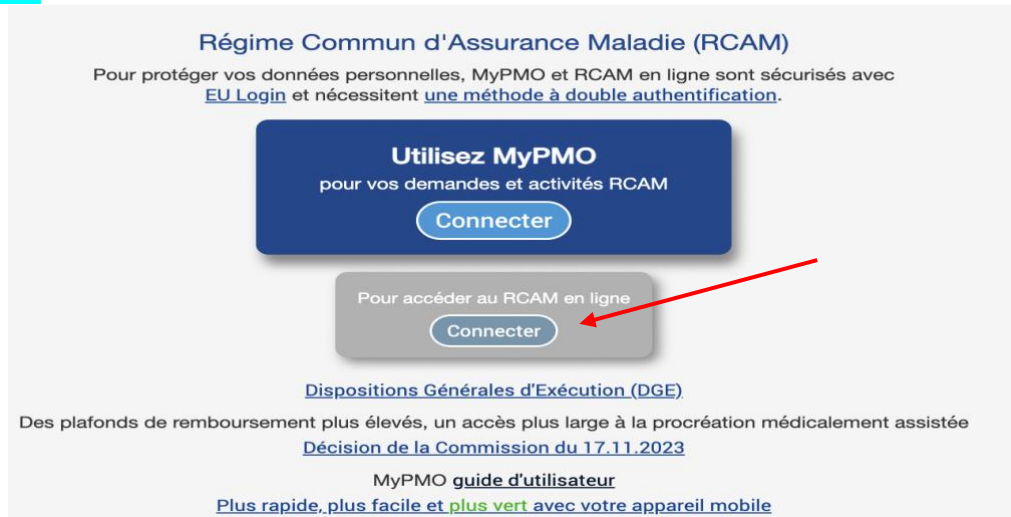 Régime Commun d'Assurance Maladie (RCAM)
Pour protéger vos données personnelles, MyPMO et RCAM en ligne sont sécurisés avec
EU Login et nécessitent une méthode à double authentification.
Utilisez MyPMO
pour vos demandes et activités RCAM
Connecter
Pour accéder au RCAM en ligne
Connecter
Dispositions Générales d'Exécution (DGE)
Des plafonds de remboursement plus élevés, un accès plus large à la procréation médicalement assistée
Décision de la Commission du 17.11.2023
MyPMO guide d'utilisateur
Plus rapide, plus facile et plus vert avec votre appareil mobile